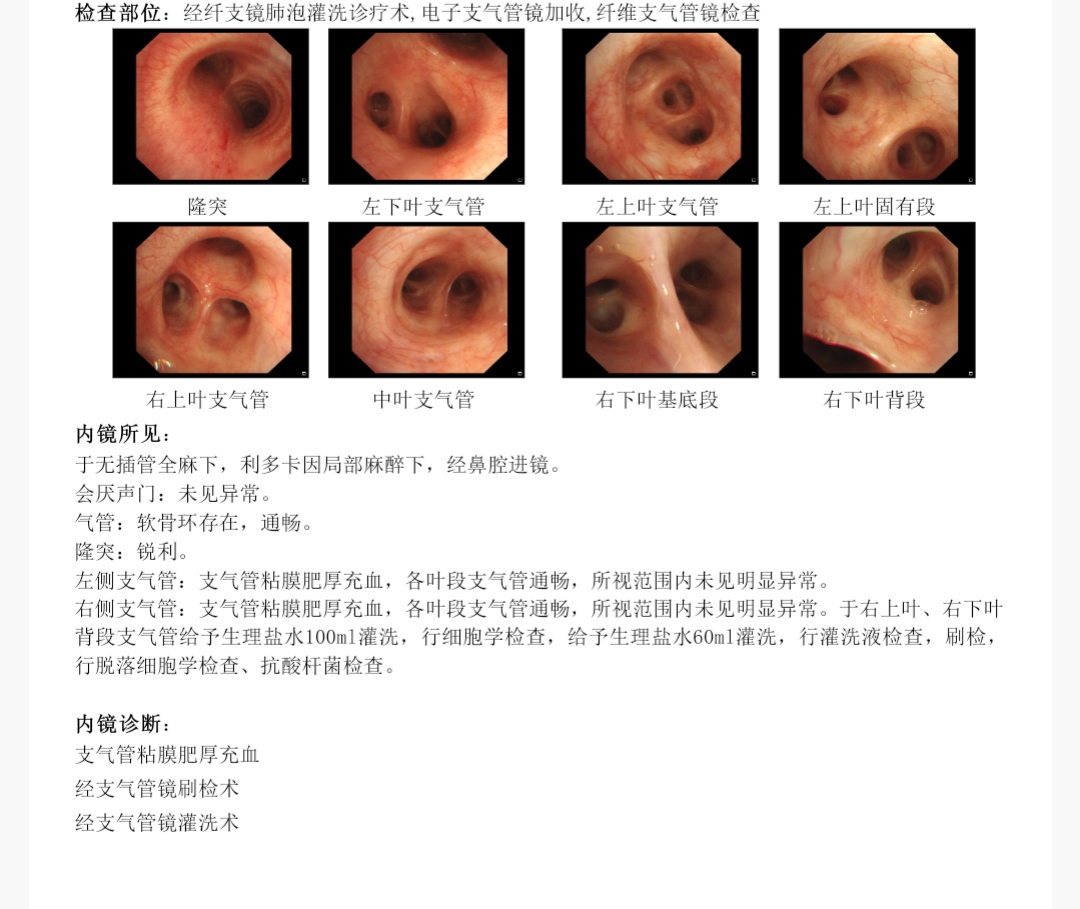 检查部位：经纤支镜肺泡灌洗诊疗术,电子支气管镜加收,纤维支气管镜检查
隆突 左下叶支气管 左上叶支气管 左上叶固有段
右上叶支气管 中叶支气管 右下叶基底段 右下叶背段
内镜所见：
于无插管全麻下，利多卡因局部麻醉下，经鼻腔进镜。
会厌声门：未见异常。
气管：软骨环存在，通畅。
隆突：锐利。
左侧支气管：支气管粘膜肥厚充血，各叶段支气管通畅，所视范围内未见明显异常。
右侧支气管：支气管粘膜肥厚充血，各叶段支气管通畅，所视范围内未见明显异常。于右上叶、右下叶
背段支气管给予生理盐水100ml灌洗，行细胞学检查，给予生理盐水60ml灌洗，行灌洗液检查，刷检，
行脱落细胞学检查、抗酸杆菌检查。
内镜诊断：
支气管粘膜肥厚充血
经支气管镜刷检术
经支气管镜灌洗术